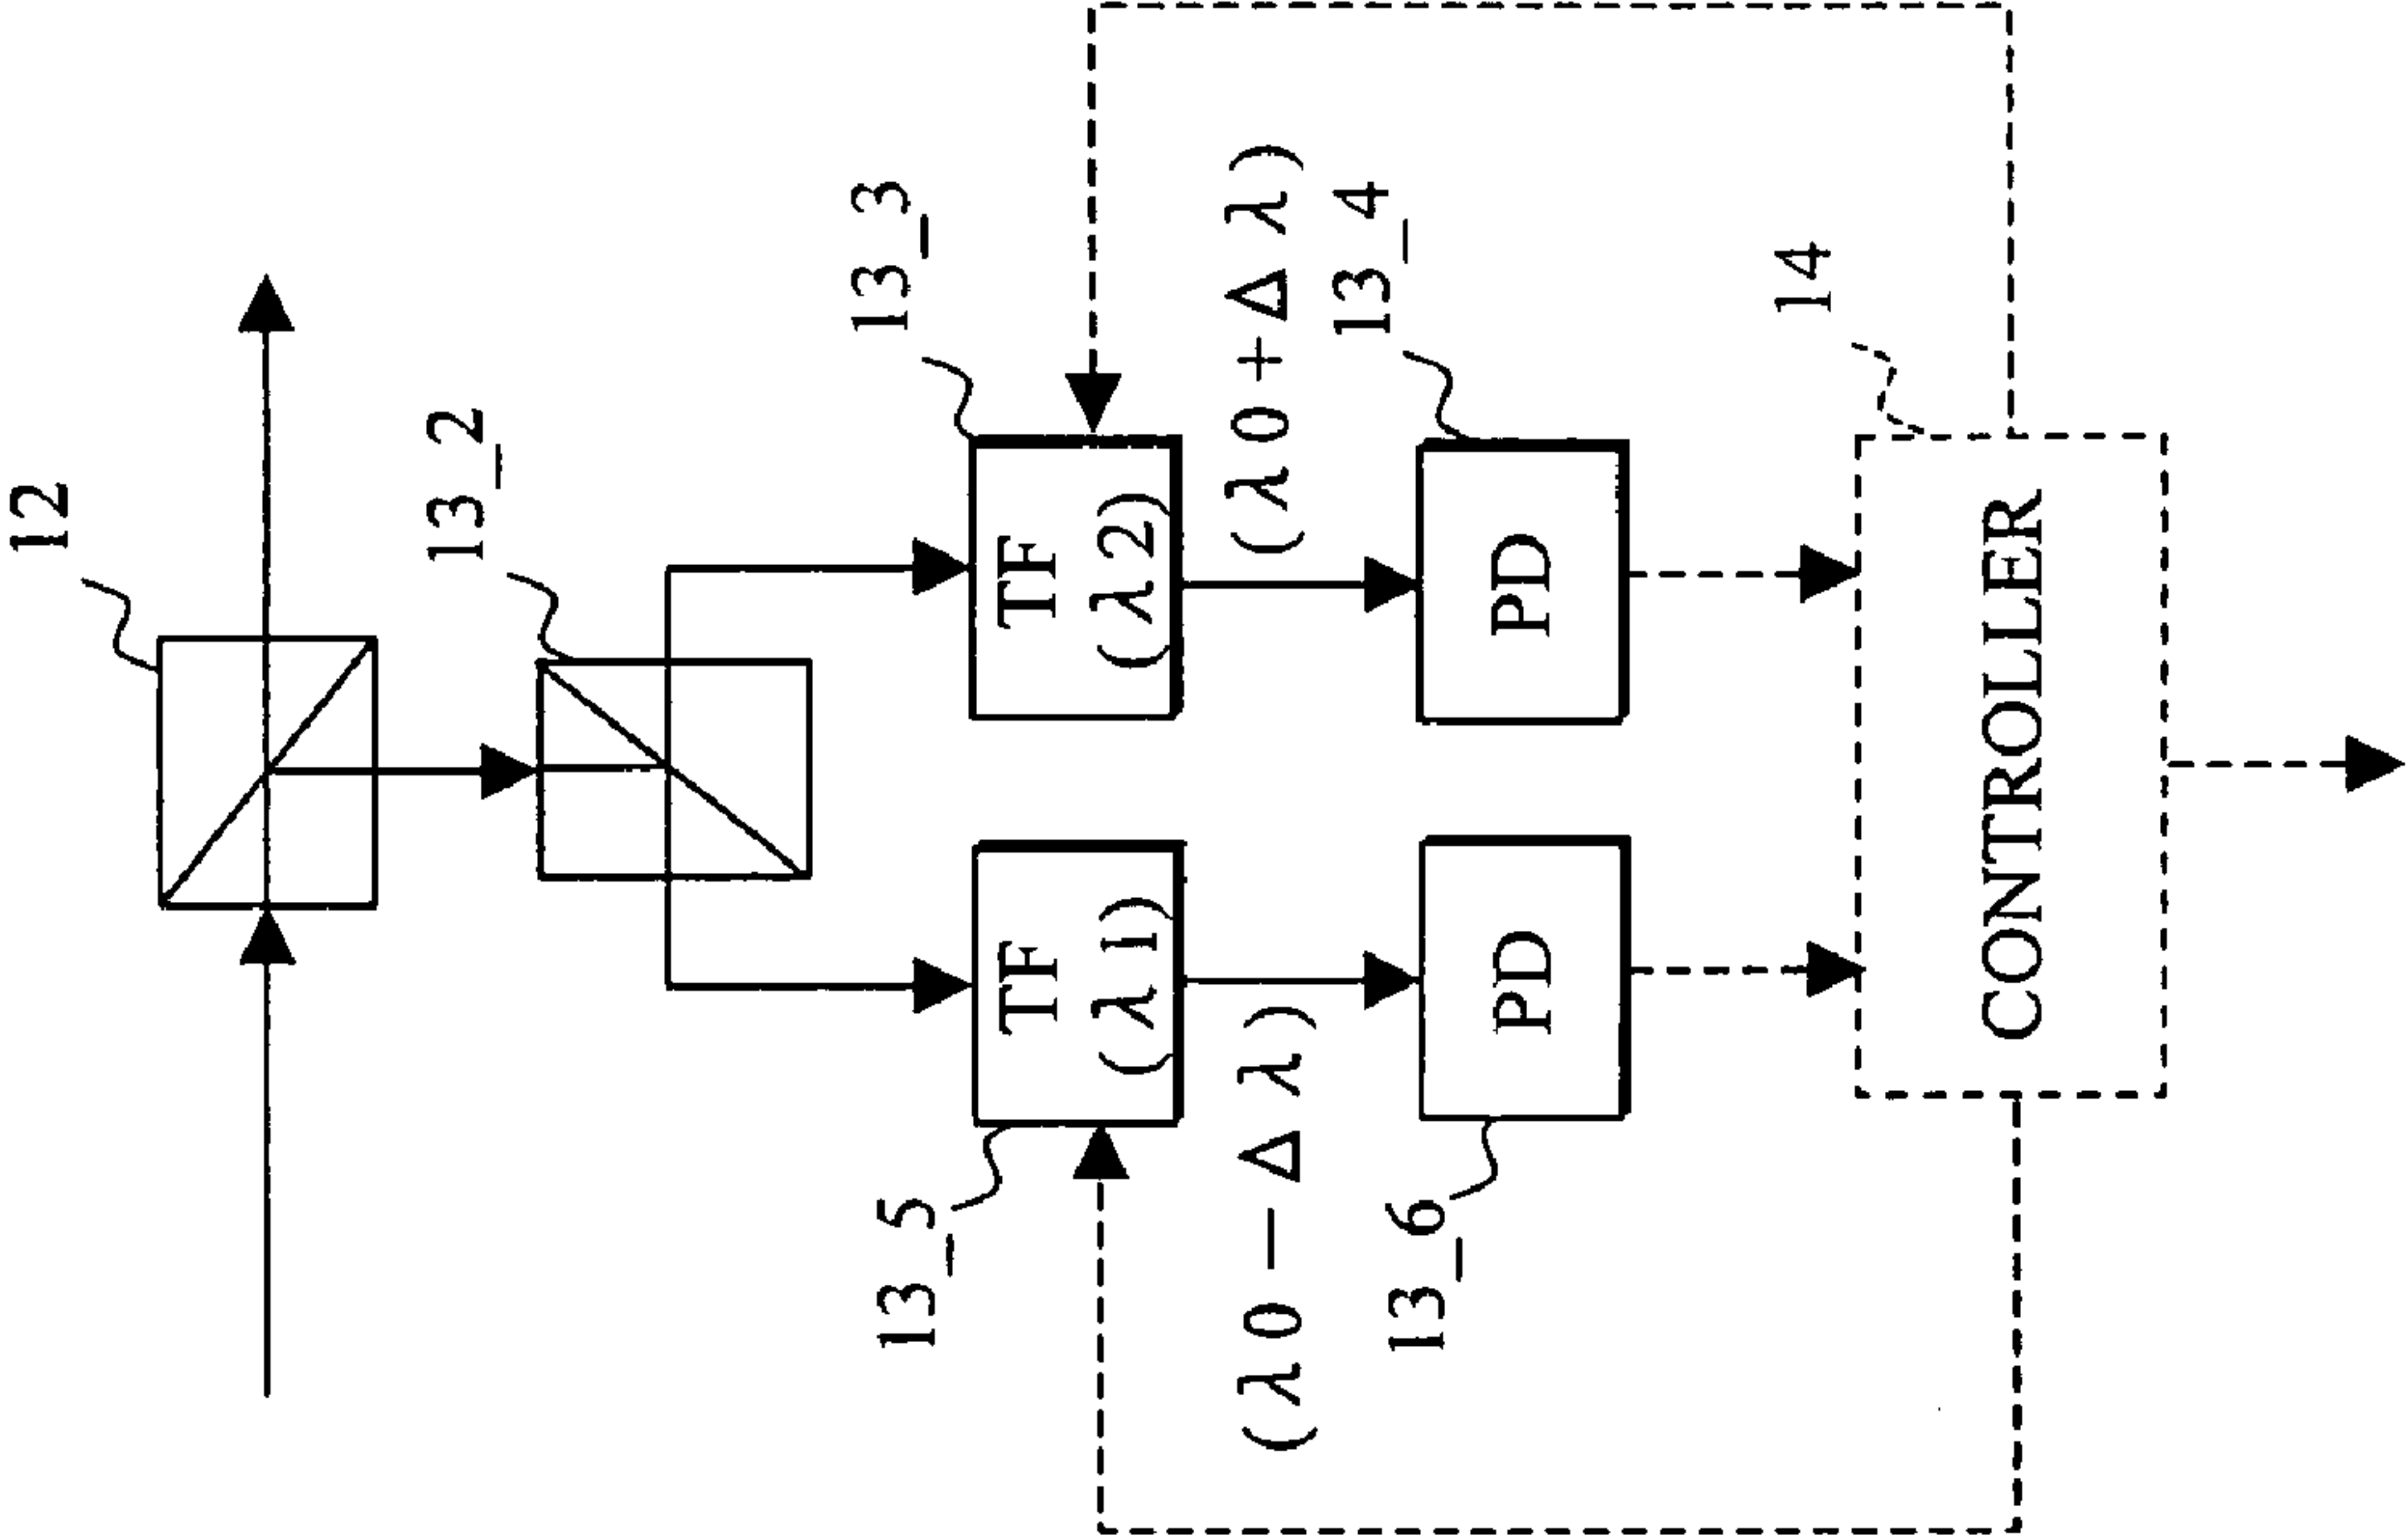 12
13_2
13_5
13_3
TF
(λ1)
TF
(λ2)
(λ0-Δλ)
(λ0+Δλ)
13_6
13_4
PD
PD
14
CONTROLLER